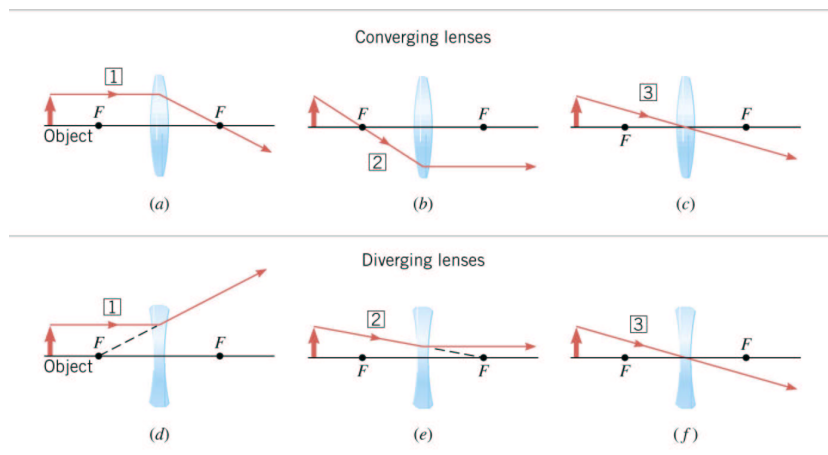 Converging lenses
1 F F Object
F F 2
3 F F
(a) (b) (c)
Diverging lenses
1 F F Object
2 F F
3 F F
(d) (e) (f)